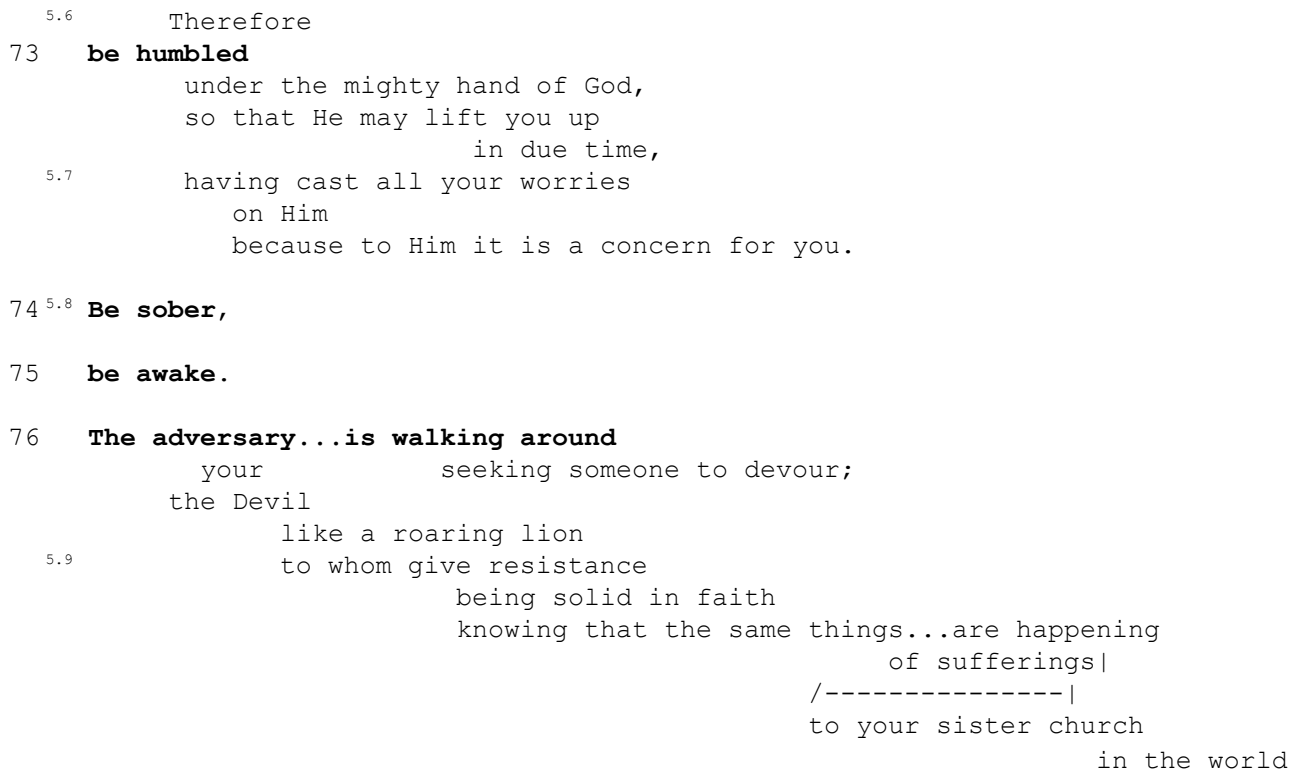 5.6 Therefore
73 be humbled
under the mighty hand of God,
so that He may lift you up
in due time,
5.7 having cast all your worries
on Him
because to Him it is a concern for you.
74 5.8 Be sober,
75 be awake.
76 The adversary...is walking around
your seeking someone to devour;
the Devil
like a roaring lion
5.9 to whom give resistance
being solid in faith
knowing that the same things...are happening
of sufferings|
/---------------|
to your sister church
in the world